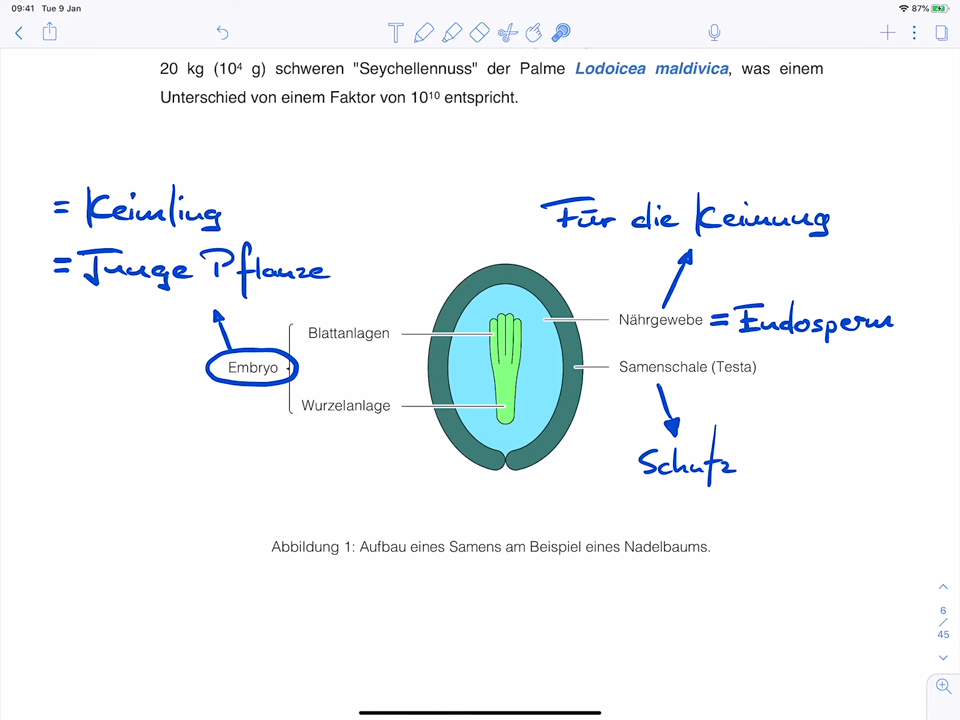 09:41 Tue 9 Jan
87%
20 kg (10⁴ g) schweren "Seychellennuss" der Palme Lodoicea maldivica, was einem
Unterschied von einem Faktor von 10¹⁰ entspricht.
= Keimling
= Junge Pflanze
Für die Keimung
Blattanlagen
Embryo
Wurzelanlage
Nährgewebe = Endosperm
Samenschale (Testa)
Schutz
Abbildung 1: Aufbau eines Samens am Beispiel eines Nadelbaums.
6
/
45